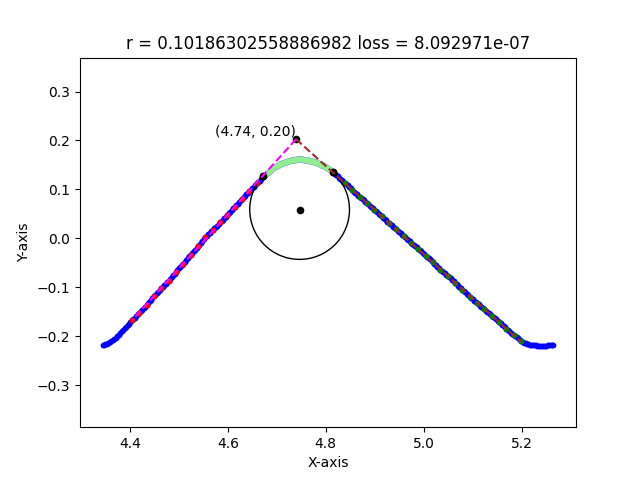 r = 0.10186302558886982 loss = 8.092971e-07
(4.74, 0.20)
Y-axis
0.3
0.2
0.1
0.0
−0.1
−0.2
−0.3
4.4 4.6 4.8 5.0 5.2
X-axis